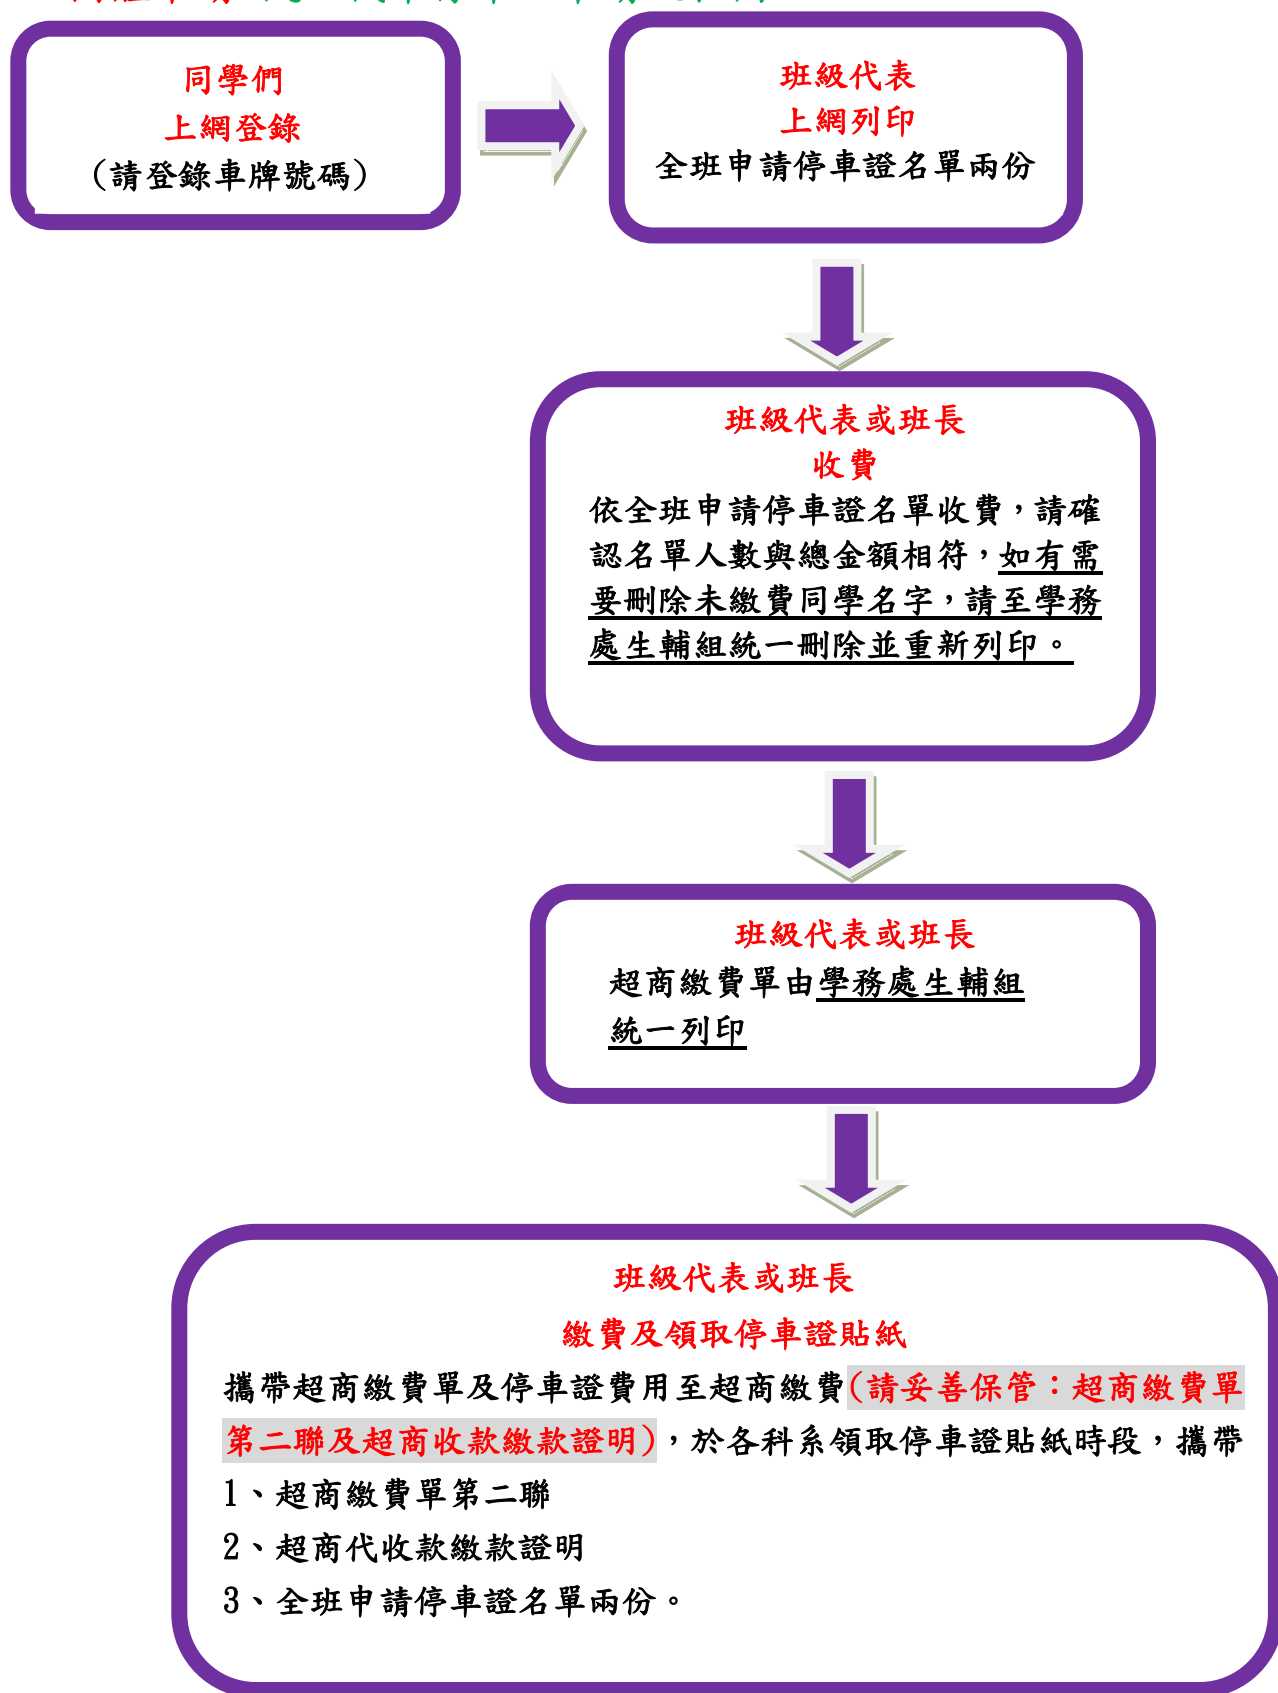 同學們
上網登錄
(請登錄車牌號碼)
班級代表
上網列印
全班申請停車證名單兩份
班級代表或班長
收費
依全班申請停車證名單收費，請確
認名單人數與總金額相符，如有需
要刪除未繳費同學名字，請至學務
處生輔組統一刪除並重新列印。
班級代表或班長
超商繳費單由學務處生輔組
統一列印
班級代表或班長
繳費及領取停車證貼紙
攜帶超商繳費單及停車證費用至超商繳費(請妥善保管：超商繳費單
第二聯及超商收款繳款證明)，於各科系領取停車證貼紙時段，攜帶
1、超商繳費單第二聯
2、超商代收款繳款證明
3、全班申請停車證名單兩份。